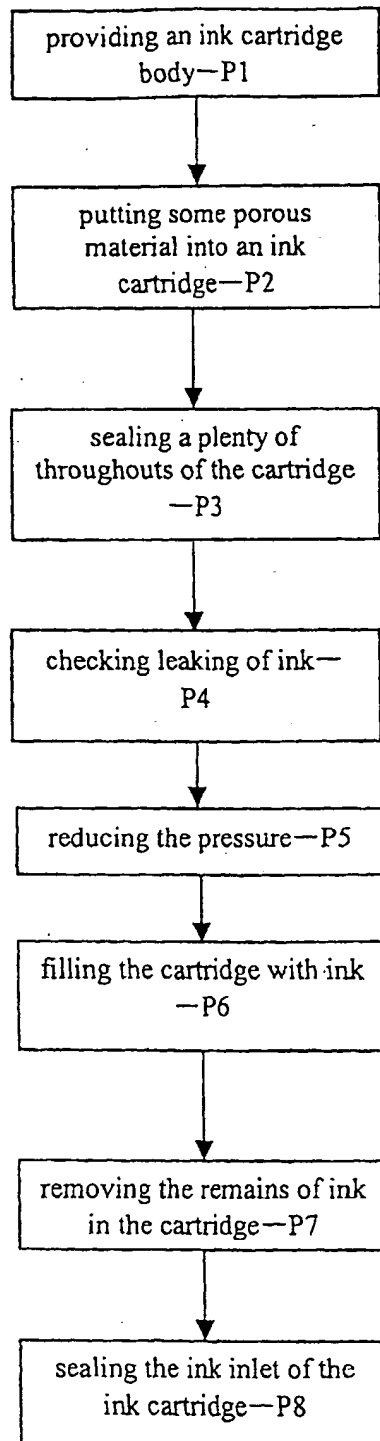 providing an ink cartridge
body—P1
putting some porous
material into an ink
cartridge—P2
sealing a plenty of
throughouts of the cartridge
—P3
checking leaking of ink—
P4
reducing the pressure—P5
filling the cartridge with ink
—P6
removing the remains of ink
in the cartridge—P7
sealing the ink inlet of the
ink cartridge—P8